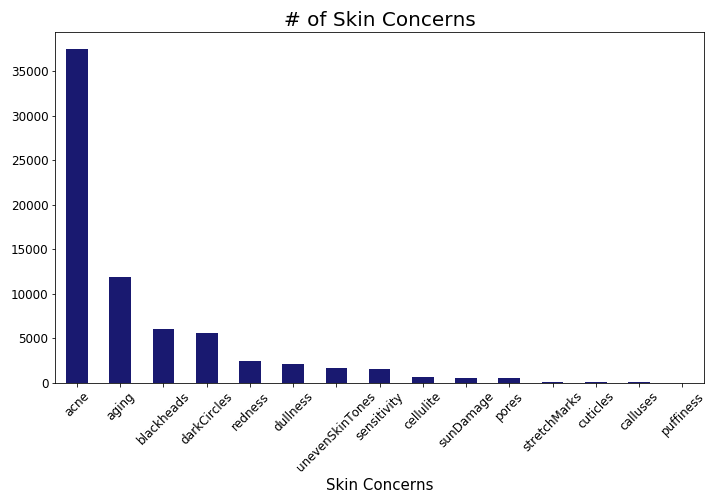 # of Skin Concerns
35000
30000
25000
20000
15000
10000
5000
0
acne
aging
blackheads
darkCircles
redness
dullness
unevenSkinTones
sensitivity
cellulite
sunDamage
pores
stretchMarks
cuticles
calluses
puffiness
Skin Concerns